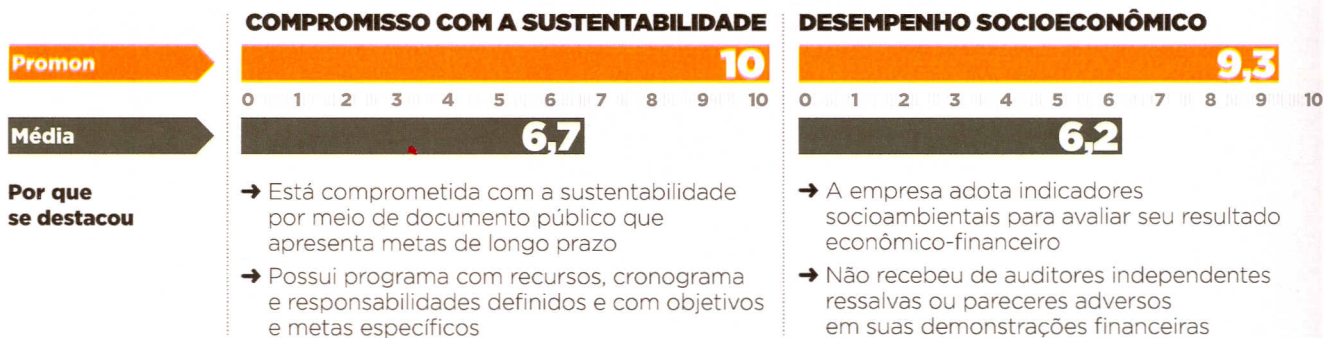 COMPROMISSO COM A SUSTENTABILIDADE
DESEMPENHO SOCIOECONÔMICO
Promon
10
9,3
0 1 2 3 4 5 6 7 8 9 10
0 1 2 3 4 5 6 7 8 9 10
Média
6,7
6,2
Por que
se destacou
→ Está comprometida com a sustentabilidade
por meio de documento público que
apresenta metas de longo prazo
→ Possui programa com recursos, cronograma
e responsabilidades definidos e com objetivos
e metas específicos
→ A empresa adota indicadores
socioambientais para avaliar seu resultado
econômico-financeiro
→ Não recebeu de auditores independentes
ressalvas ou pareceres adversos
em suas demonstrações financeiras